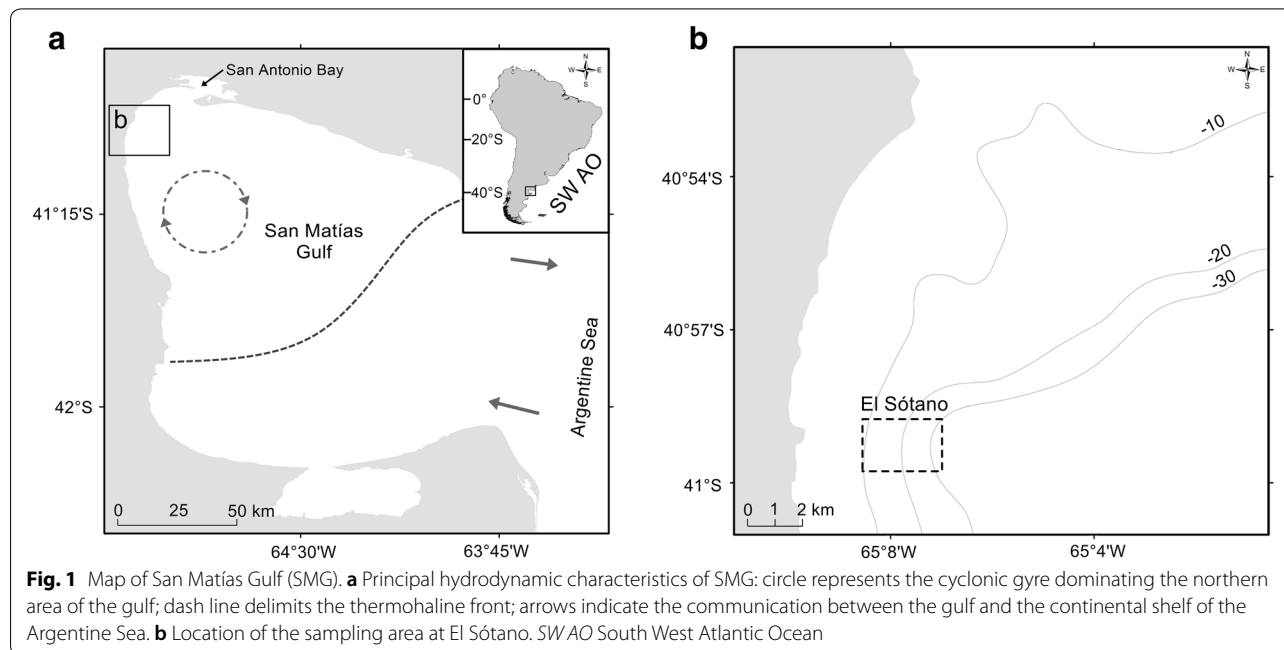 a
San Antonio Bay
b
San Matías
Gulf
Argentine Sea
41°15'S
42°S
64°30'W
63°45'W
0 25 50 km
N
W E
S
0°
20°S
40°S
SW AO
b
N
W E
S
-10
-20
-30
40°54'S
40°57'S
41°S
El Sótano
0 1 2 km
65°8'W
65°4'W
Fig. 1 Map of San Matías Gulf (SMG). a Principal hydrodynamic characteristics of SMG: circle represents the cyclonic gyre dominating the northern
area of the gulf; dash line delimits the thermohaline front; arrows indicate the communication between the gulf and the continental shelf of the
Argentine Sea. b Location of the sampling area at El Sótano. SW AO South West Atlantic Ocean